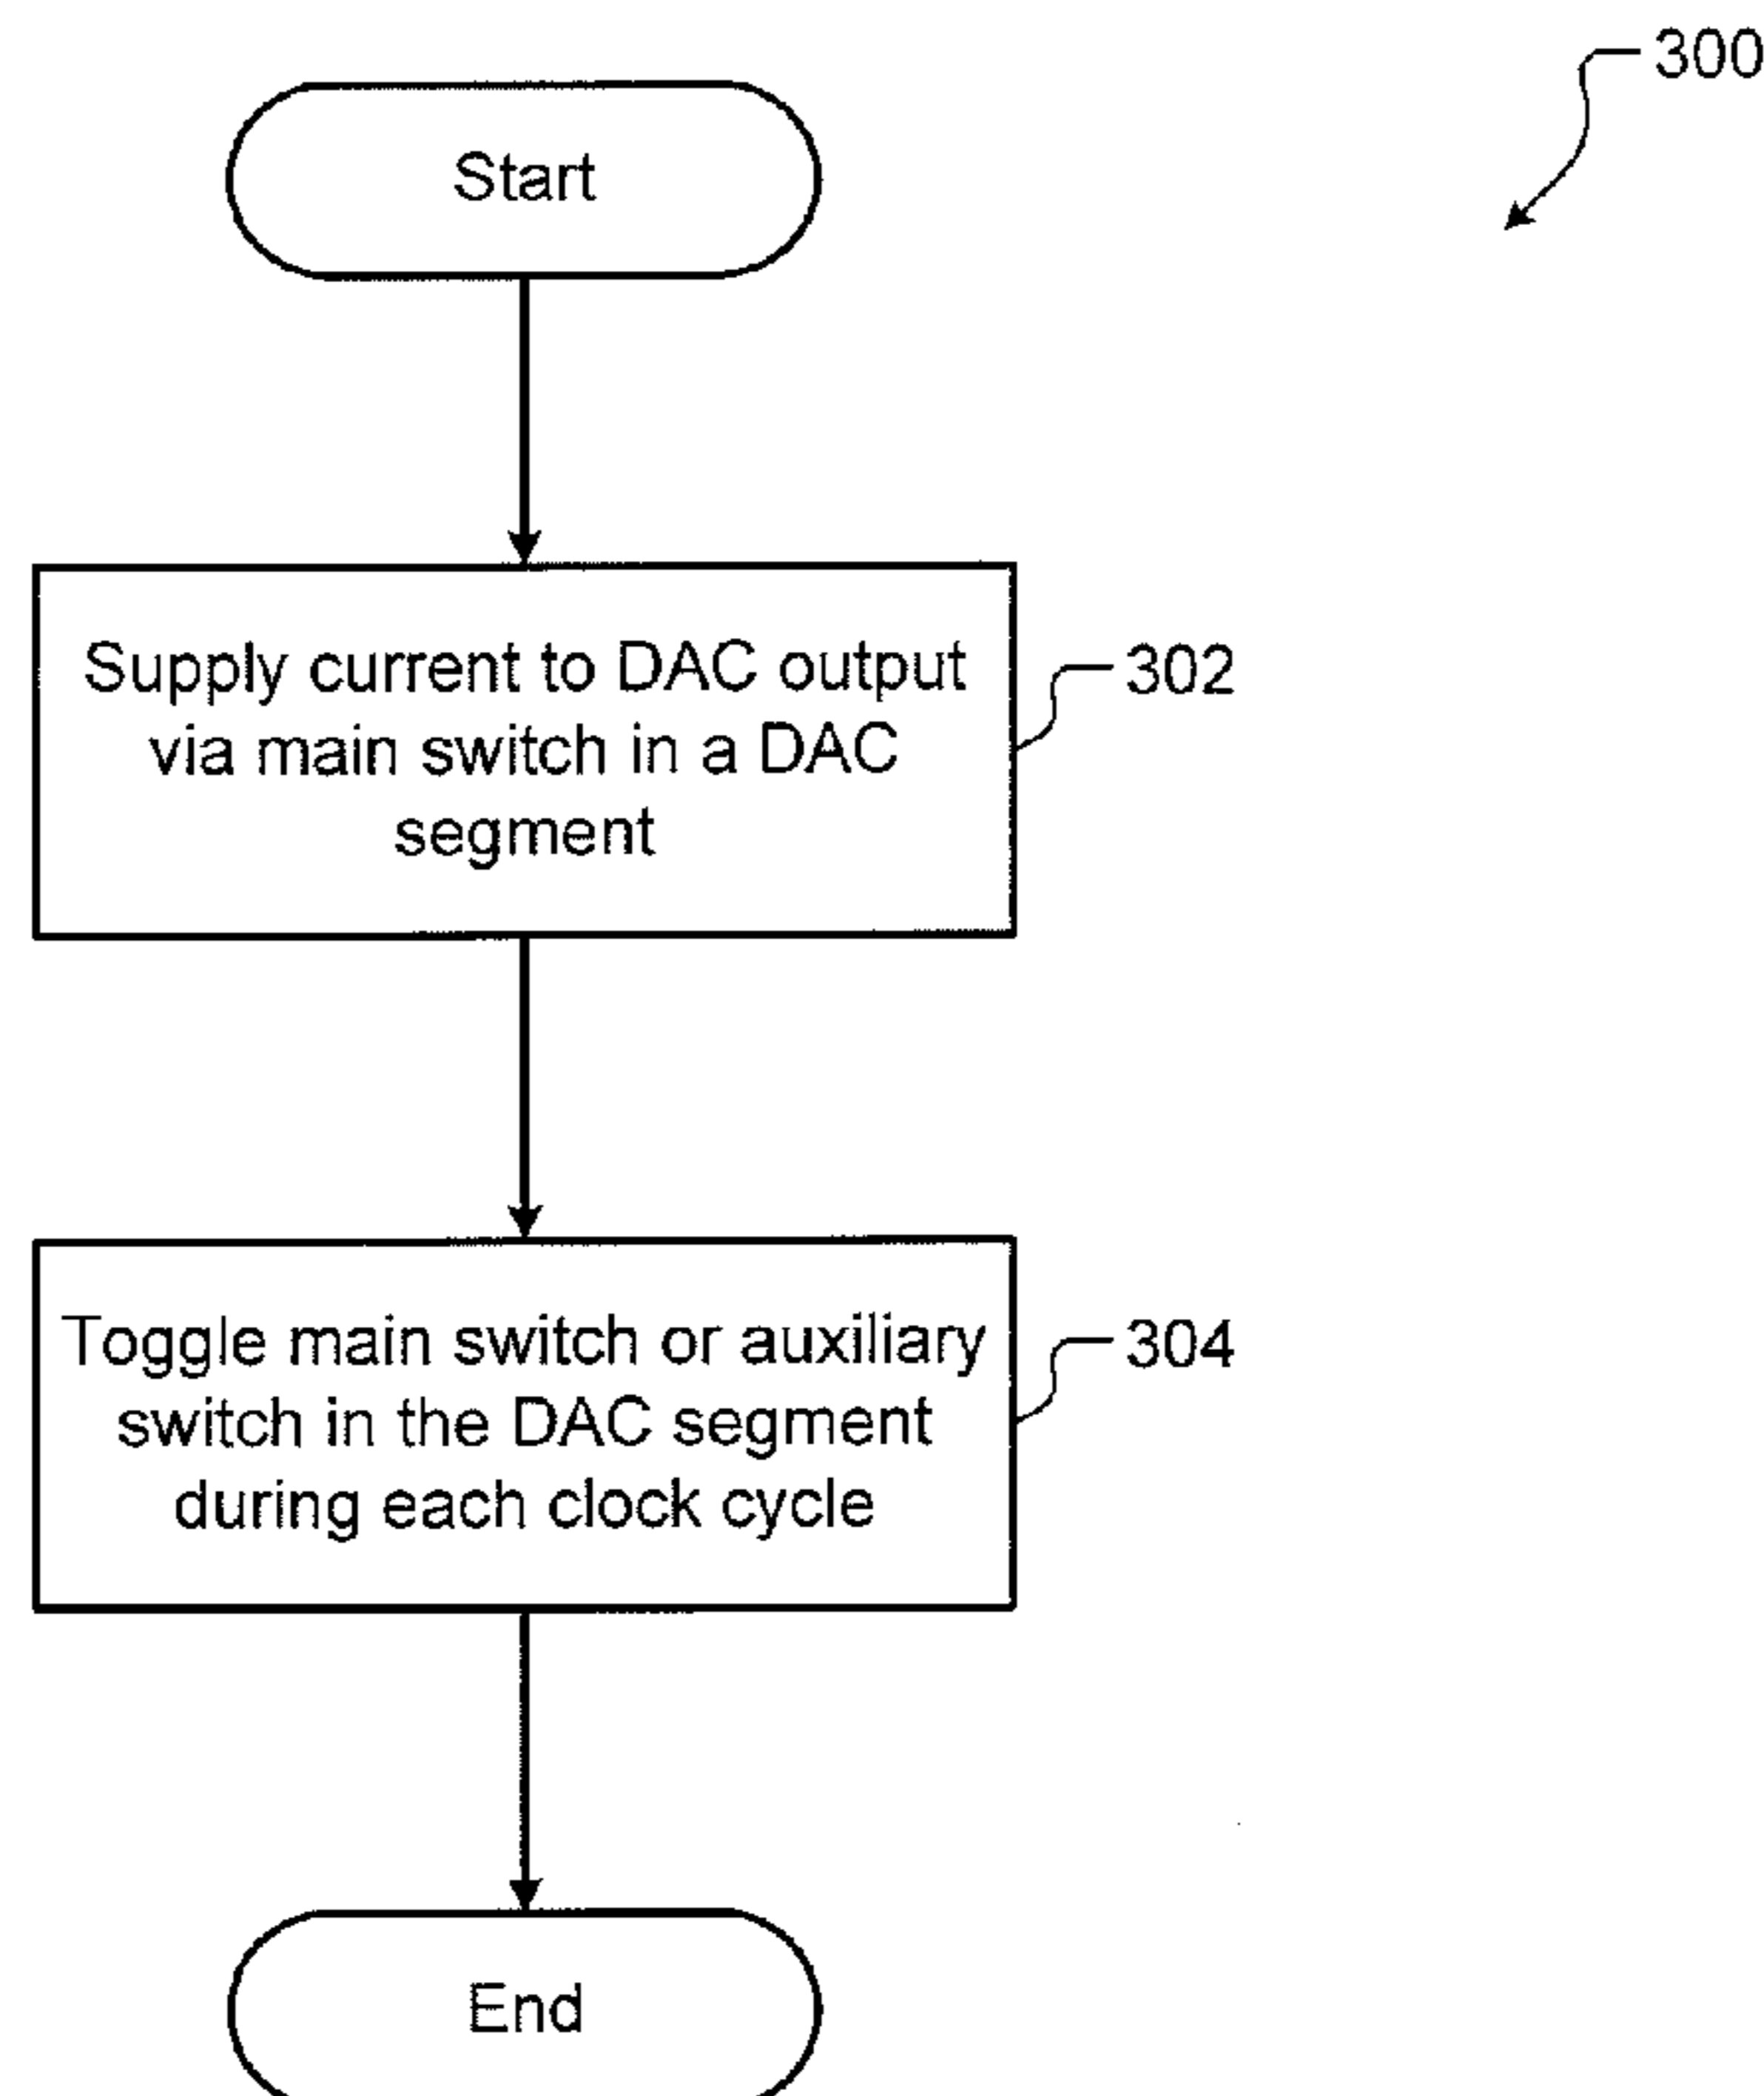 300
Start
Supply current to DAC output
via main switch in a DAC
segment
302
Toggle main switch or auxiliary
switch in the DAC segment
during each clock cycle
304
End